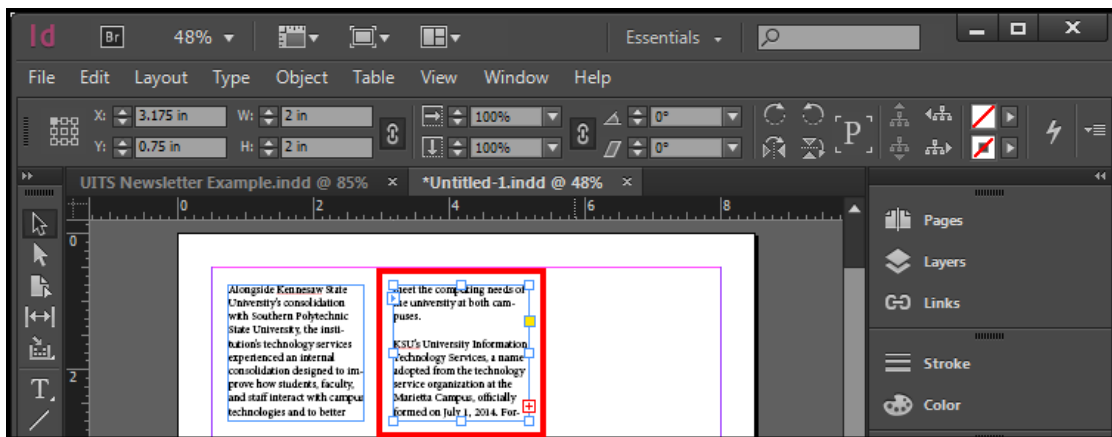 Id Br 48% Essentials
File Edit Layout Type Object Table View Window Help
X: 3.175 in W: 2 in 100% 0°
Y: 0.75 in H: 2 in 100% 0°
P
UITS Newsletter Example.indd @ 85% × *Untitled-1.indd @ 48% ×
0 2 4 6 8
0
2
T
Alongside Kennesaw State
University's consolidation
with Southern Polytechnic
State University, the insti-
tution's technology services
experienced an internal
consolidation designed to im-
prove how students, faculty,
and staff interact with campus
technologies and to better
meet the computing needs of
the university at both cam-
puses.
KSU's University Information
Technology Services, a name
adopted from the technology
service organization at the
Marietta Campus, officially
formed on July 1, 2014. For-
Pages
Layers
Links
Stroke
Color